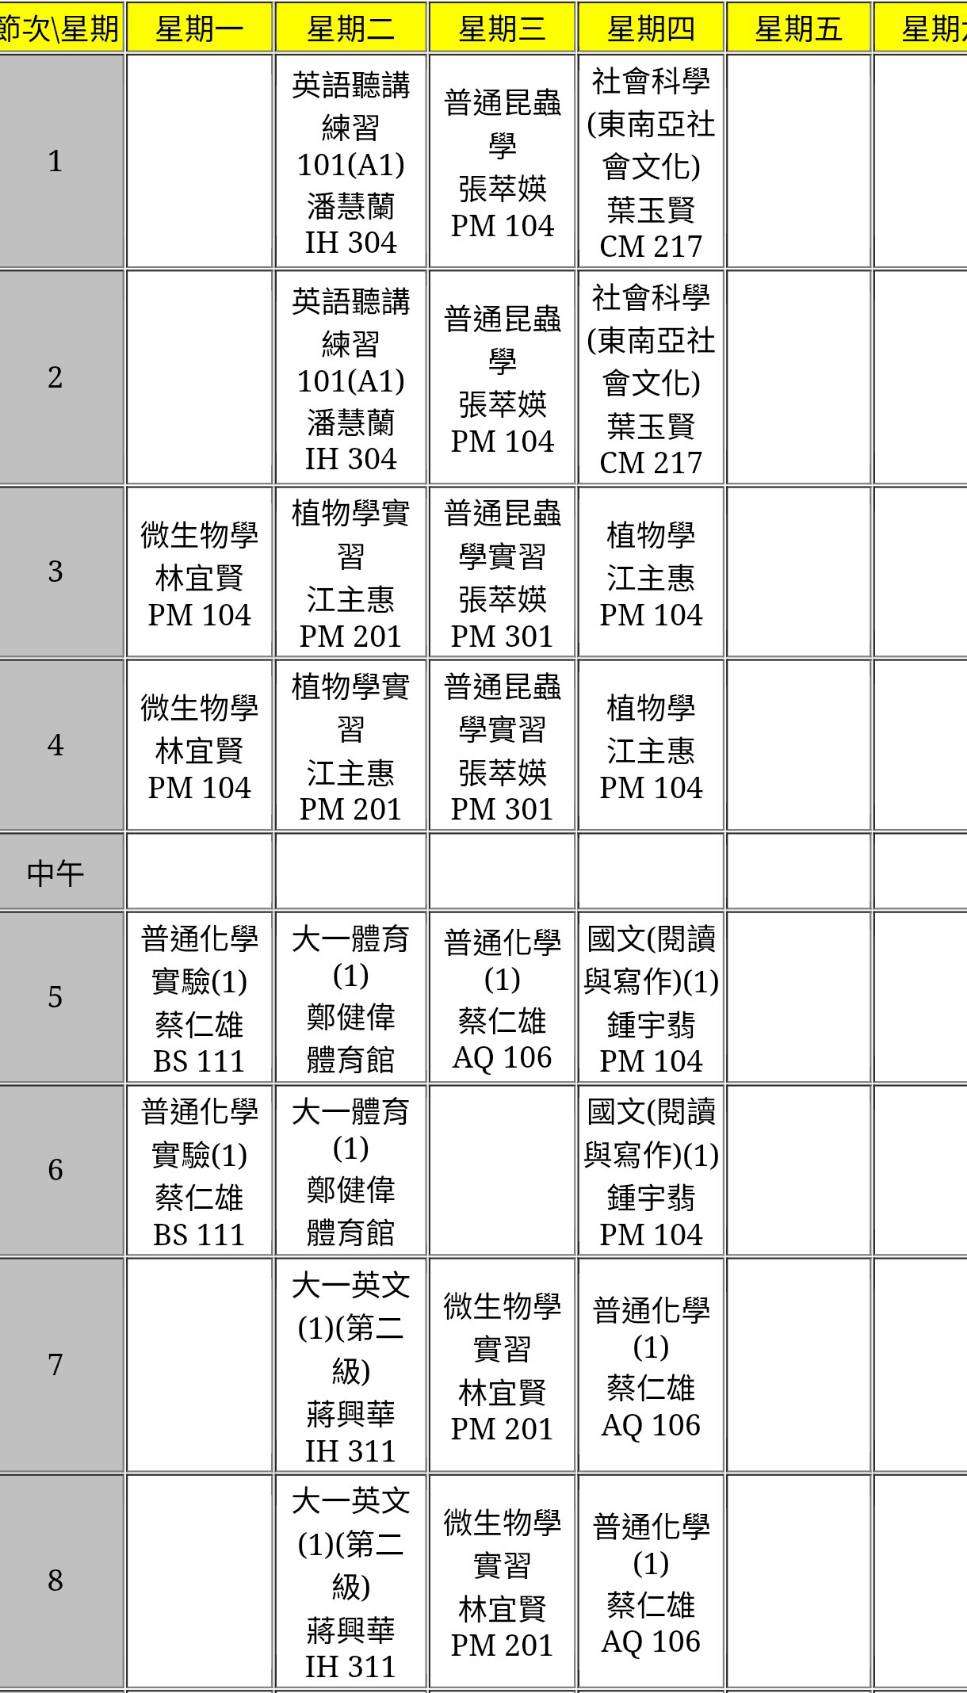 節次\星期 星期一 星期二 星期三 星期四 星期五
1
英語聽講
練習
101(A1)
潘慧蘭
IH 304
普通昆蟲
學
張萃媖
PM 104
社會科學
(東南亞社
會文化)
葉玉賢
CM 217
2
英語聽講
練習
101(A1)
潘慧蘭
IH 304
普通昆蟲
學
張萃媖
PM 104
社會科學
(東南亞社
會文化)
葉玉賢
CM 217
3
微生物學
林宜賢
PM 104
植物學實
習
江主惠
PM 201
普通昆蟲
學實習
張萃媖
PM 301
植物學
江主惠
PM 104
4
微生物學
林宜賢
PM 104
植物學實
習
江主惠
PM 201
普通昆蟲
學實習
張萃媖
PM 301
植物學
江主惠
PM 104
中午
5
普通化學
實驗(1)
蔡仁雄
BS 111
大一體育
(1)
鄭健偉
體育館
普通化學
(1)
蔡仁雄
AQ 106
國文(閱讀
與寫作)(1)
鍾宇翡
PM 104
6
普通化學
實驗(1)
蔡仁雄
BS 111
大一體育
(1)
鄭健偉
體育館
國文(閱讀
與寫作)(1)
鍾宇翡
PM 104
7
大一英文
(1)(第二
級)
蔣興華
IH 311
微生物學
實習
林宜賢
PM 201
普通化學
(1)
蔡仁雄
AQ 106
8
大一英文
(1)(第二
級)
蔣興華
IH 311
微生物學
實習
林宜賢
PM 201
普通化學
(1)
蔡仁雄
AQ 106